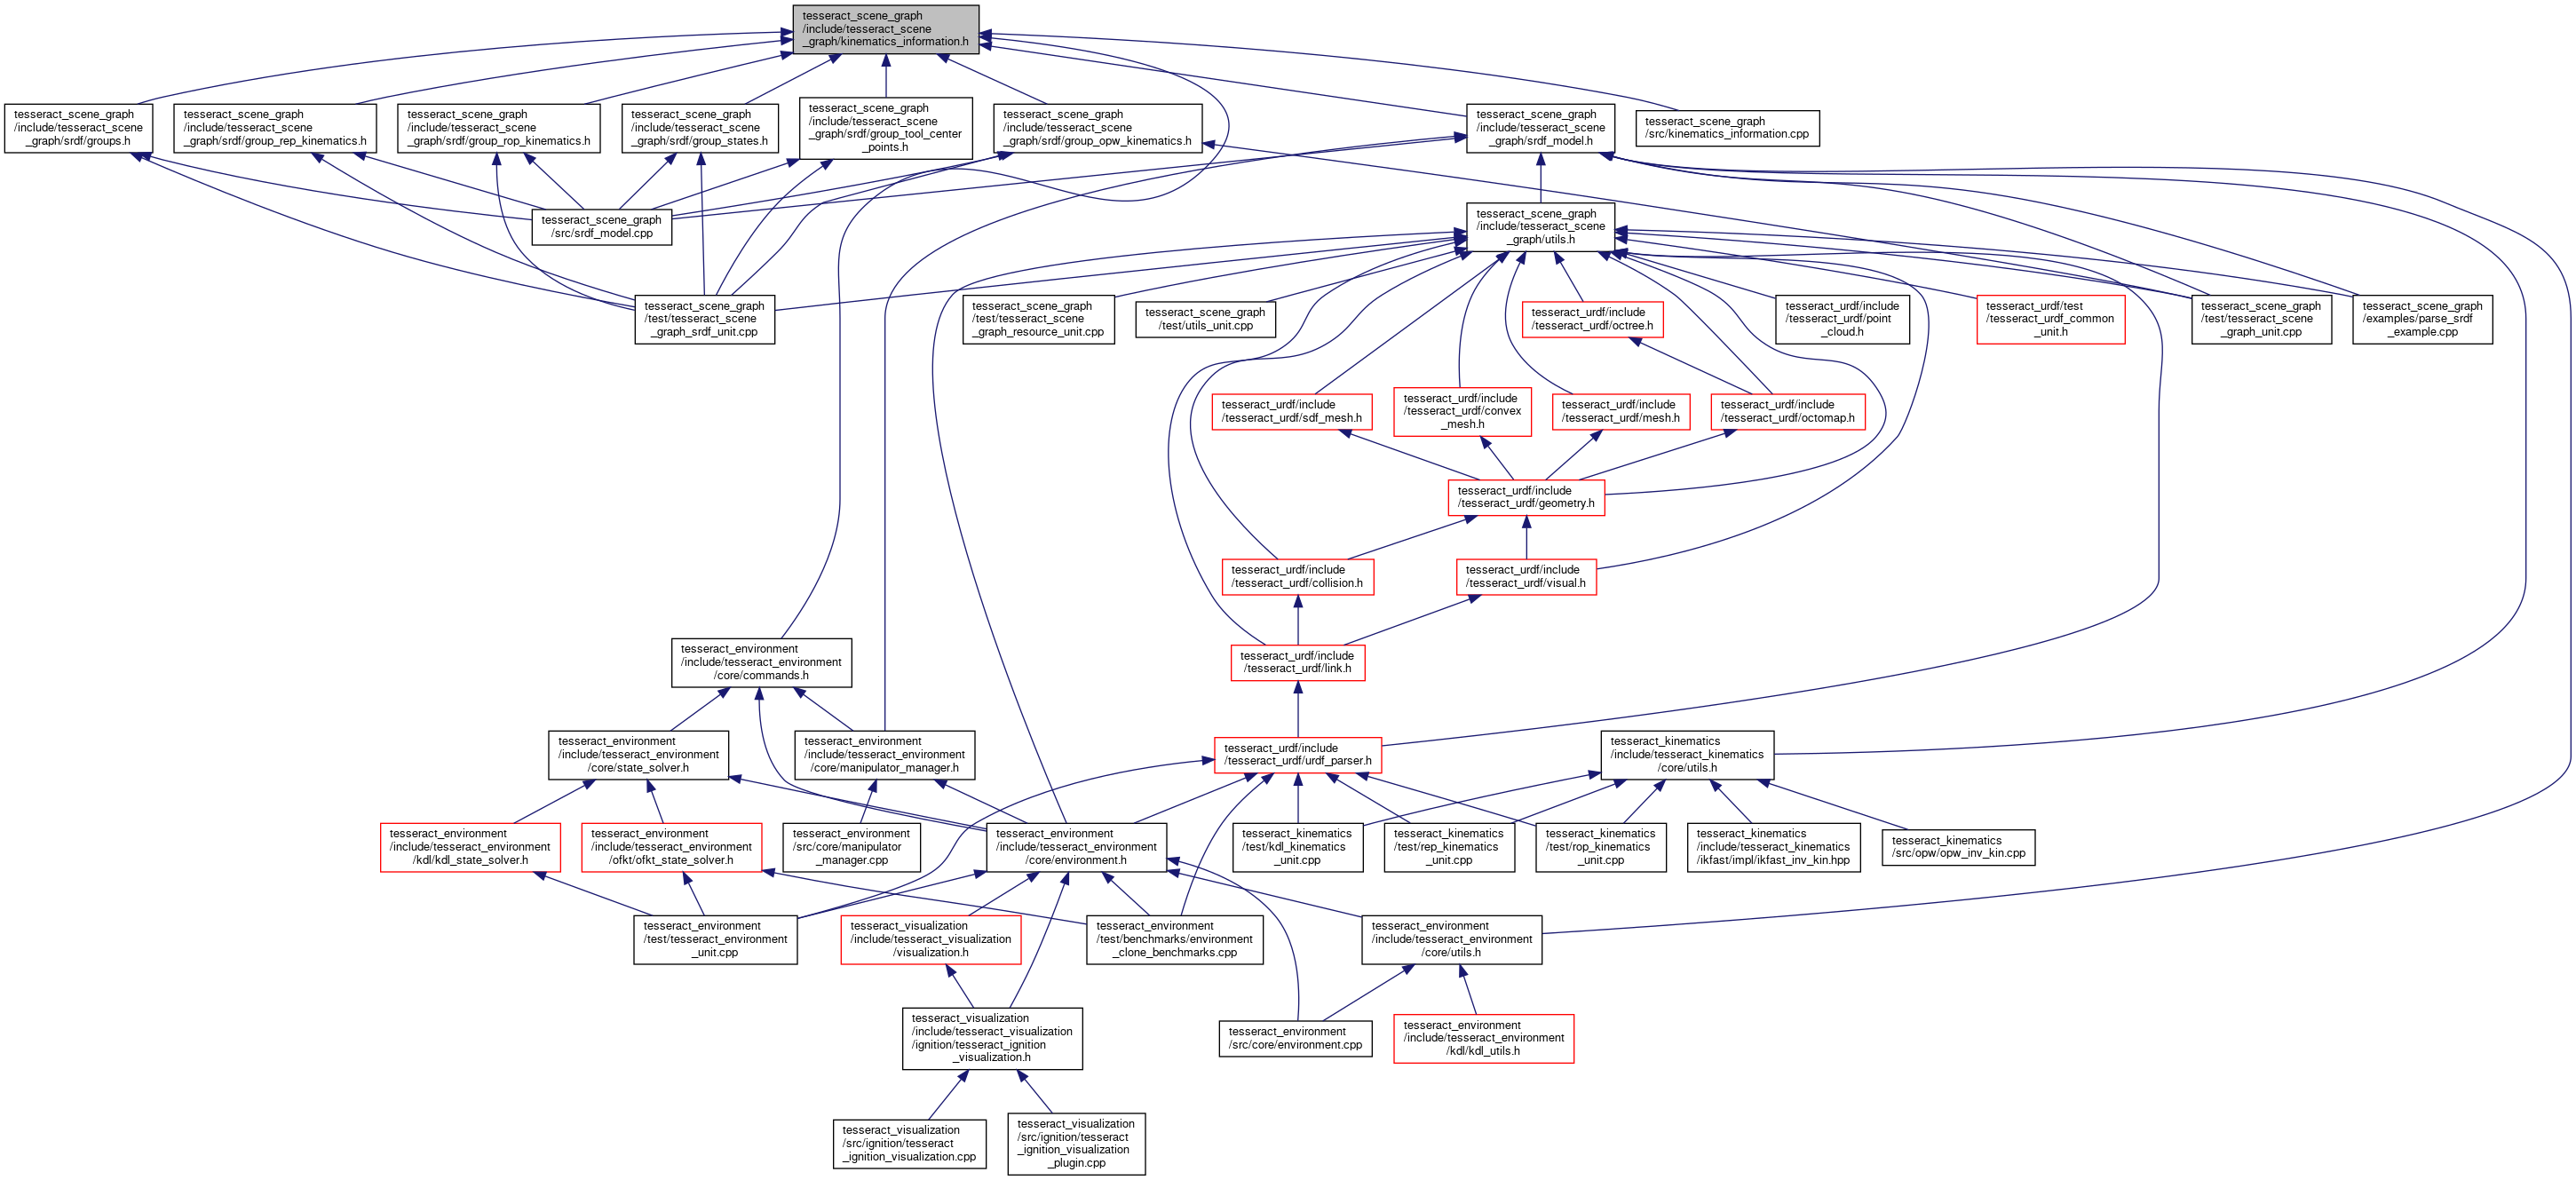 tesseract_scene_graph
/include/tesseract_scene
_graph/kinematics_information.h
tesseract_scene_graph
/include/tesseract_scene
_graph/srdf/groups.h
tesseract_scene_graph
/include/tesseract_scene
_graph/srdf/group_rep_kinematics.h
tesseract_scene_graph
/include/tesseract_scene
_graph/srdf/group_rop_kinematics.h
tesseract_scene_graph
/include/tesseract_scene
_graph/srdf/group_states.h
tesseract_scene_graph
/include/tesseract_scene
_graph/srdf/group_tool_center
_points.h
tesseract_scene_graph
/include/tesseract_scene
_graph/srdf/group_opw_kinematics.h
tesseract_scene_graph
/include/tesseract_scene
_graph/srdf_model.h
tesseract_scene_graph
/src/kinematics_information.cpp
tesseract_scene_graph
/src/srdf_model.cpp
tesseract_scene_graph
/include/tesseract_scene
_graph/utils.h
tesseract_scene_graph
/test/tesseract_scene
_graph_srdf_unit.cpp
tesseract_scene_graph
/test/tesseract_scene
_graph_resource_unit.cpp
tesseract_scene_graph
/test/utils_unit.cpp
tesseract_urdf/include
/tesseract_urdf/octree.h
tesseract_urdf/include
/tesseract_urdf/point
_cloud.h
tesseract_urdf/test
/tesseract_urdf_common
_unit.h
tesseract_scene_graph
/test/tesseract_scene
_graph_unit.cpp
tesseract_scene_graph
/examples/parse_srdf
_example.cpp
tesseract_urdf/include
/tesseract_urdf/sdf_mesh.h
tesseract_urdf/include
/tesseract_urdf/convex
_mesh.h
tesseract_urdf/include
/tesseract_urdf/mesh.h
tesseract_urdf/include
/tesseract_urdf/octomap.h
tesseract_urdf/include
/tesseract_urdf/geometry.h
tesseract_urdf/include
/tesseract_urdf/collision.h
tesseract_urdf/include
/tesseract_urdf/visual.h
tesseract_environment
/include/tesseract_environment
/core/commands.h
tesseract_urdf/include
/tesseract_urdf/link.h
tesseract_environment
/include/tesseract_environment
/core/state_solver.h
tesseract_environment
/include/tesseract_environment
/core/manipulator_manager.h
tesseract_urdf/include
/tesseract_urdf/urdf_parser.h
tesseract_kinematics
/include/tesseract_kinematics
/core/utils.h
tesseract_environment
/include/tesseract_environment
/kdl/kdl_state_solver.h
tesseract_environment
/include/tesseract_environment
/ofkt/ofkt_state_solver.h
tesseract_environment
/src/core/manipulator
_manager.cpp
tesseract_environment
/include/tesseract_environment
/core/environment.h
tesseract_kinematics
/test/kdl_kinematics
_unit.cpp
tesseract_kinematics
/test/rep_kinematics
_unit.cpp
tesseract_kinematics
/test/rop_kinematics
_unit.cpp
tesseract_kinematics
/include/tesseract_kinematics
/ikfast/impl/ikfast_inv_kin.hpp
tesseract_kinematics
/src/opw/opw_inv_kin.cpp
tesseract_environment
/test/tesseract_environment
_unit.cpp
tesseract_visualization
/include/tesseract_visualization
/visualization.h
tesseract_environment
/test/benchmarks/environment
_clone_benchmarks.cpp
tesseract_environment
/include/tesseract_environment
/core/utils.h
tesseract_visualization
/include/tesseract_visualization
/ignition/tesseract_ignition
_visualization.h
tesseract_environment
/src/core/environment.cpp
tesseract_environment
/include/tesseract_environment
/kdl/kdl_utils.h
tesseract_visualization
/src/ignition/tesseract
_ignition_visualization.cpp
tesseract_visualization
/src/ignition/tesseract
_ignition_visualization
_plugin.cpp